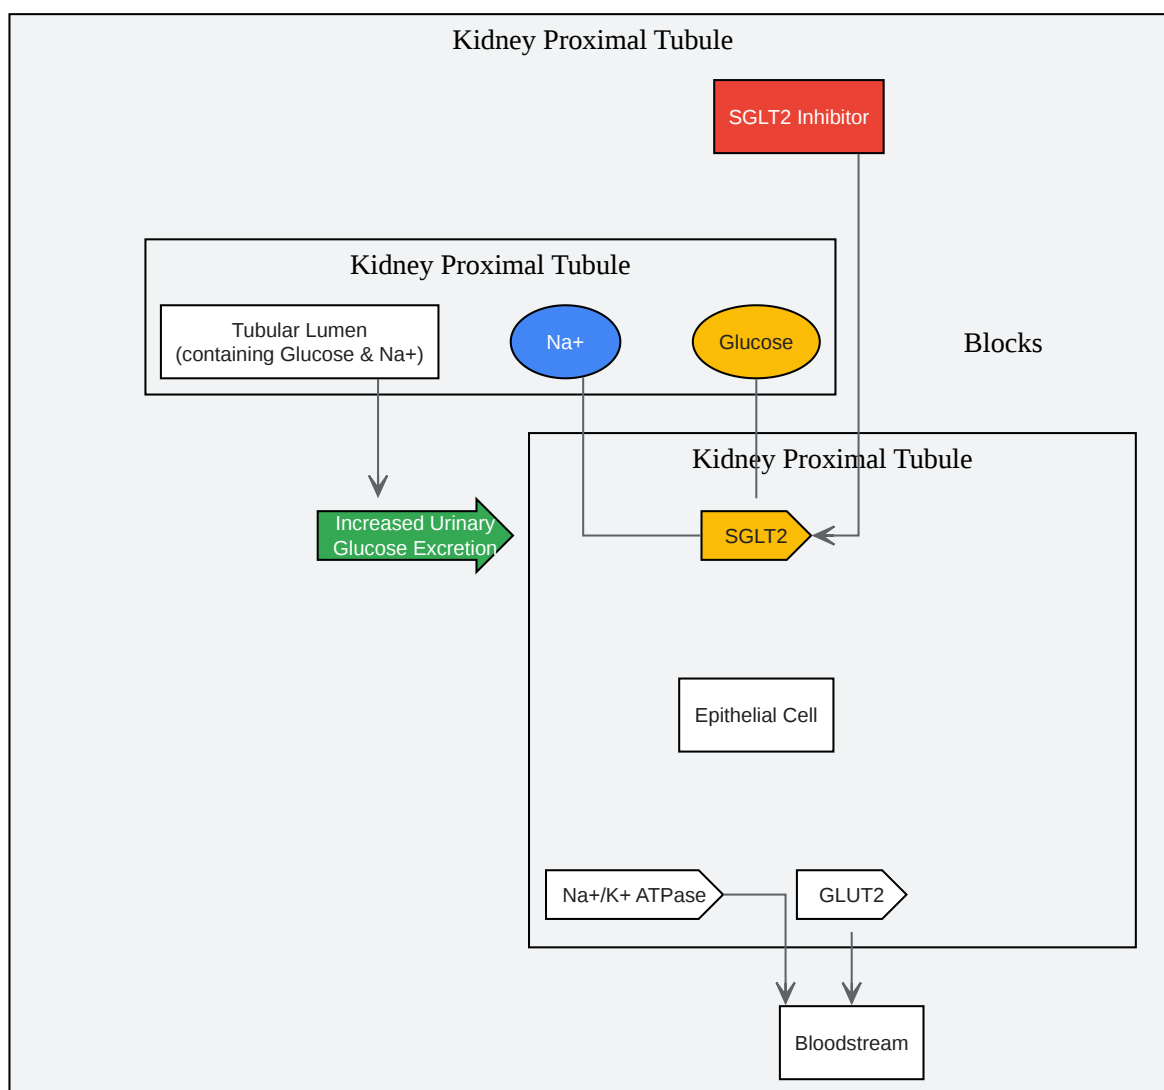 Kidney Proximal Tubule
SGLT2 Inhibitor
Kidney Proximal Tubule
Tubular Lumen
(containing Glucose & Na+)
Na+
Glucose
Blocks
Kidney Proximal Tubule
Increased Urinary
Glucose Excretion
SGLT2
Epithelial Cell
Na+/K+ ATPase
GLUT2
Bloodstream